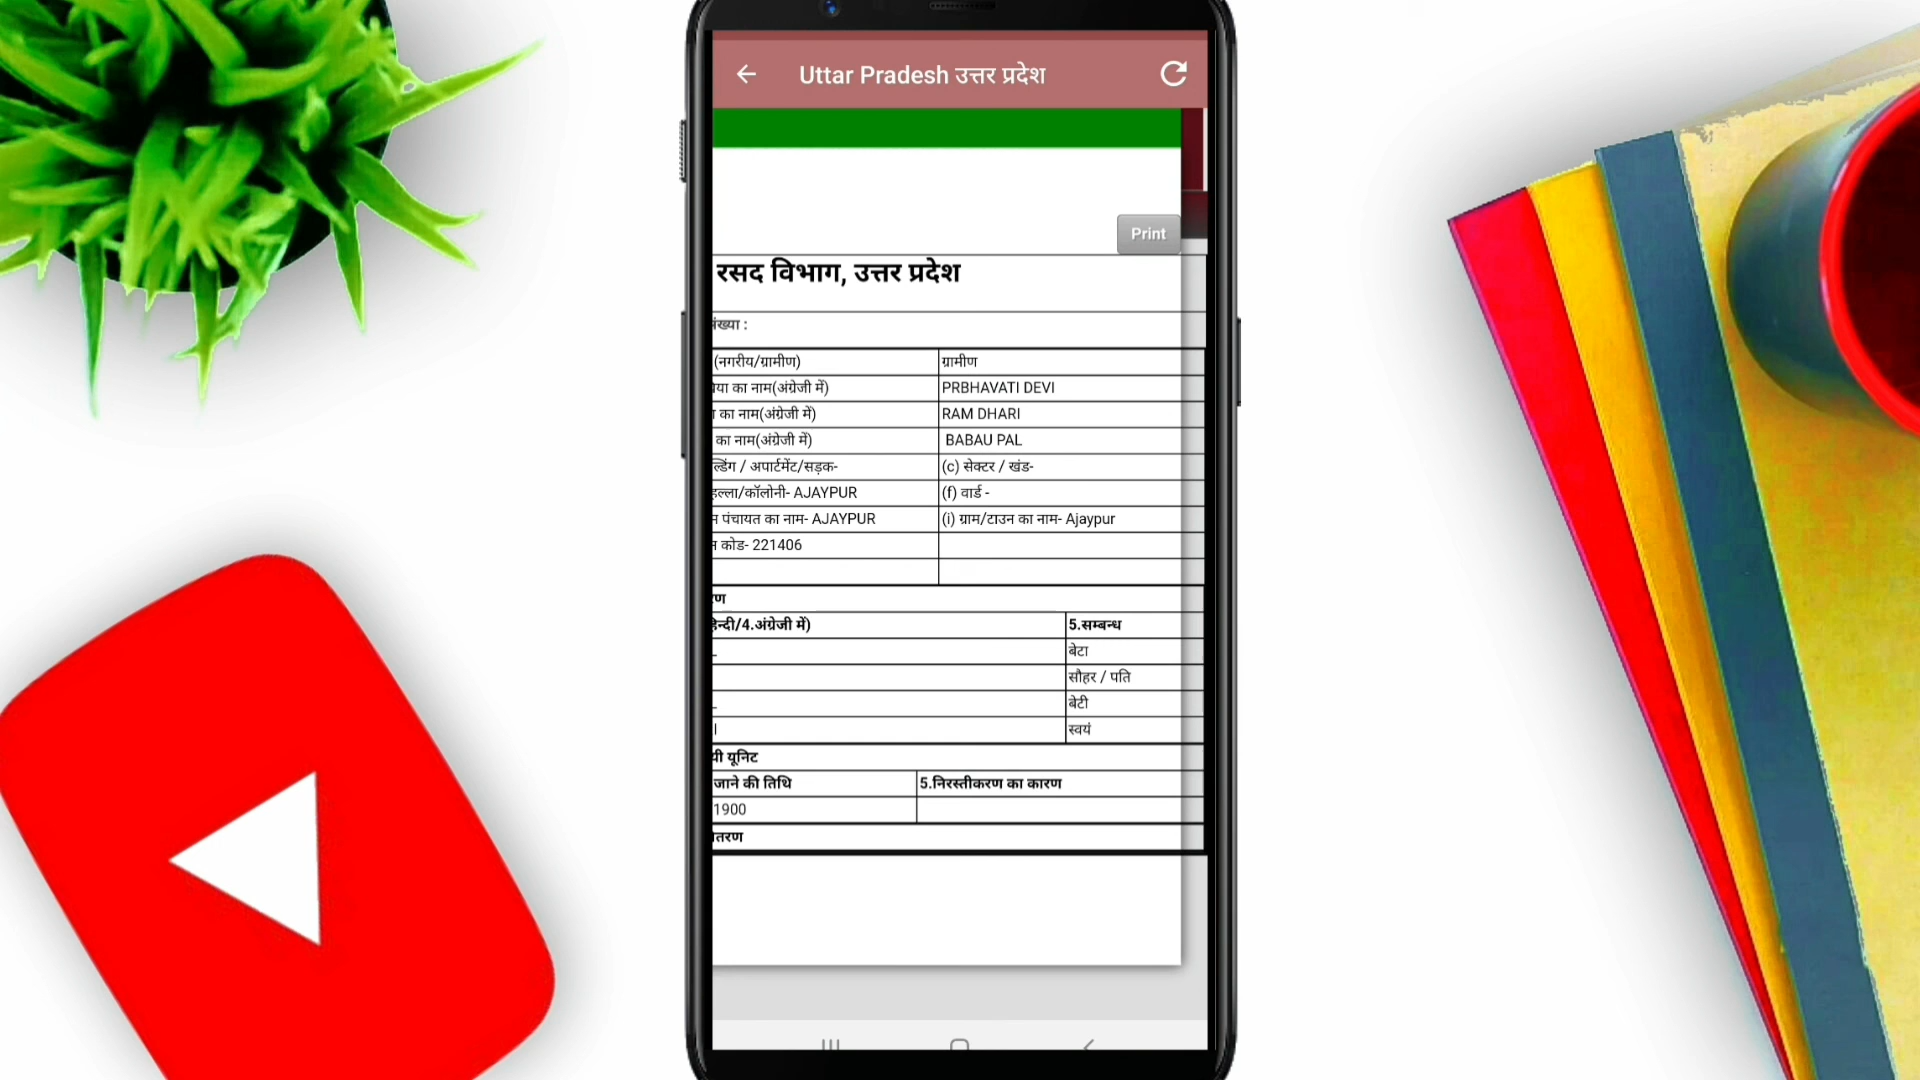 Uttar Pradesh उत्तर प्रदेश
Print
रसद विभाग, उत्तर प्रदेश
संख्या :
(नगरीय/ग्रामीण) ग्रामीण
का नाम(अंग्रेजी में) PRBHAVATI DEVI
का नाम(अंग्रेजी में) RAM DHARI
का नाम(अंग्रेजी में) BABAU PAL
/ अपार्टमेंट/सड़क- (c) सेक्टर / खंड-
/कॉलोनी- AJAYPUR (f) वार्ड -
पंचायत का नाम- AJAYPUR (i) ग्राम/टाउन का नाम- Ajaypur
कोड- 221406
हिन्दी/4.अंग्रेजी में) 5.सम्बन्ध
बेटा
सौहर / पति
बेटी
स्वयं
यूनिट
जाने की तिथि 5.निरस्तीकरण का कारण
1900